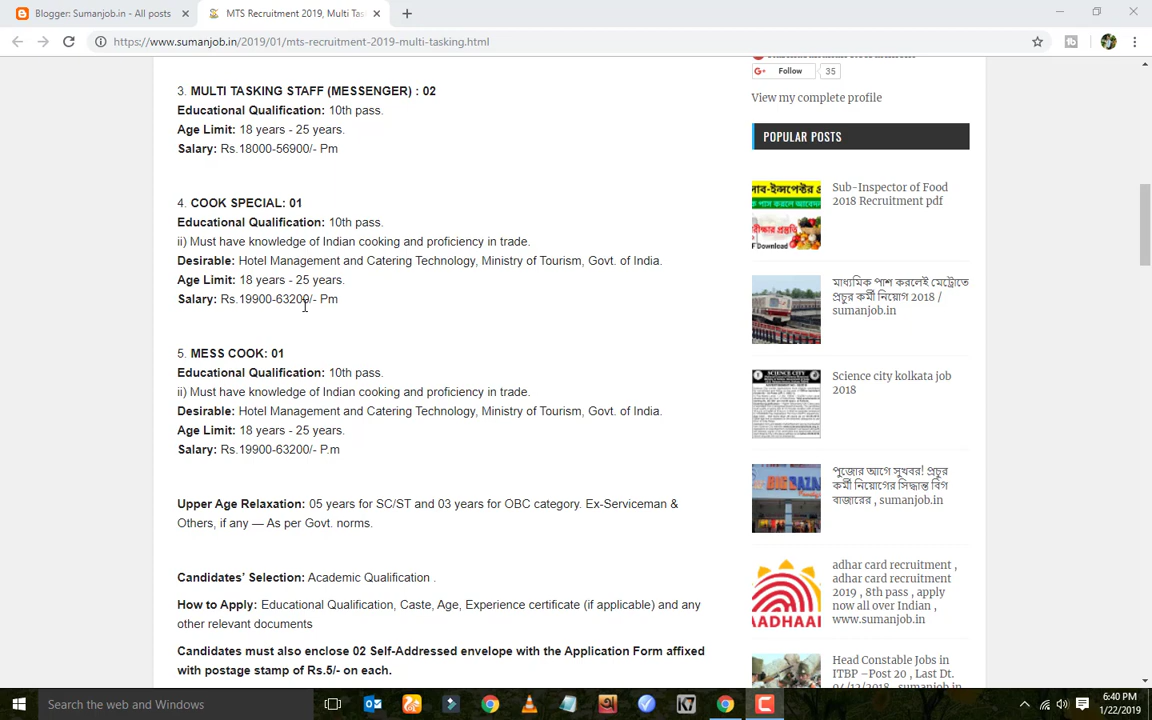 Blogger: Sumanjob.in - All posts
MTS Recruitment 2019, Multi Tas
https://www.sumanjob.in/2019/01/mts-recruitment-2019-multi-tasking.html
3. MULTI TASKING STAFF (MESSENGER) : 02
Educational Qualification: 10th pass.
Age Limit: 18 years - 25 years.
Salary: Rs.18000-56900/- Pm
4. COOK SPECIAL: 01
Educational Qualification: 10th pass.
ii) Must have knowledge of Indian cooking and proficiency in trade.
Desirable: Hotel Management and Catering Technology, Ministry of Tourism, Govt. of India.
Age Limit: 18 years - 25 years.
Salary: Rs.19900-63200/- Pm
5. MESS COOK: 01
Educational Qualification: 10th pass.
ii) Must have knowledge of Indian cooking and proficiency in trade.
Desirable: Hotel Management and Catering Technology, Ministry of Tourism, Govt. of India.
Age Limit: 18 years - 25 years.
Salary: Rs.19900-63200/- P.m
Upper Age Relaxation: 05 years for SC/ST and 03 years for OBC category. Ex-Serviceman &
Others, if any — As per Govt. norms.
Candidates' Selection: Academic Qualification .
How to Apply: Educational Qualification, Caste, Age, Experience certificate (if applicable) and any
other relevant documents
Candidates must also enclose 02 Self-Addressed envelope with the Application Form affixed
with postage stamp of Rs.5/- on each.
G+ Follow 35
View my complete profile
POPULAR POSTS
Sub-Inspector of Food
2018 Recruitment pdf
মাধ্যমিক পাশ করলেই মেট্রোতে
প্রচুর কর্মী নিয়োগ 2018 /
sumanjob.in
SCIENCE CITY
Science city kolkata job
2018
BIG BAZA
পুজোর আগে সুখবর! প্রচুর
কর্মী নিয়োগের সিদ্ধান্ত বিগ
বাজারের , sumanjob.in
AADHAA
adhar card recruitment ,
adhar card recruitment
2019 , 8th pass , apply
now all over Indian ,
www.sumanjob.in
Head Constable Jobs in
ITBP –Post 20 , Last Dt.
04/12/2018 , sumanjob.in
Search the web and Windows
6:40 PM
1/22/2019